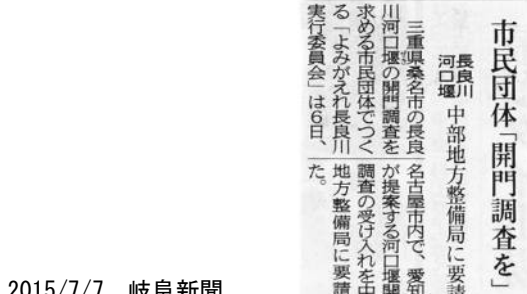 市民団体「開門調査を」
長良川
河口堰
中部地方整備局に要請
三重県桑名市の長良
川河口堰の開門調査を
求める市民団体でつく
る「よみがえれ長良川
実行委員会」は6日、
名古屋市内で、愛知
が提案する河口堰開
調査の受け入れを中
地方整備局に要請
た。
2015/7/7 岐阜新聞